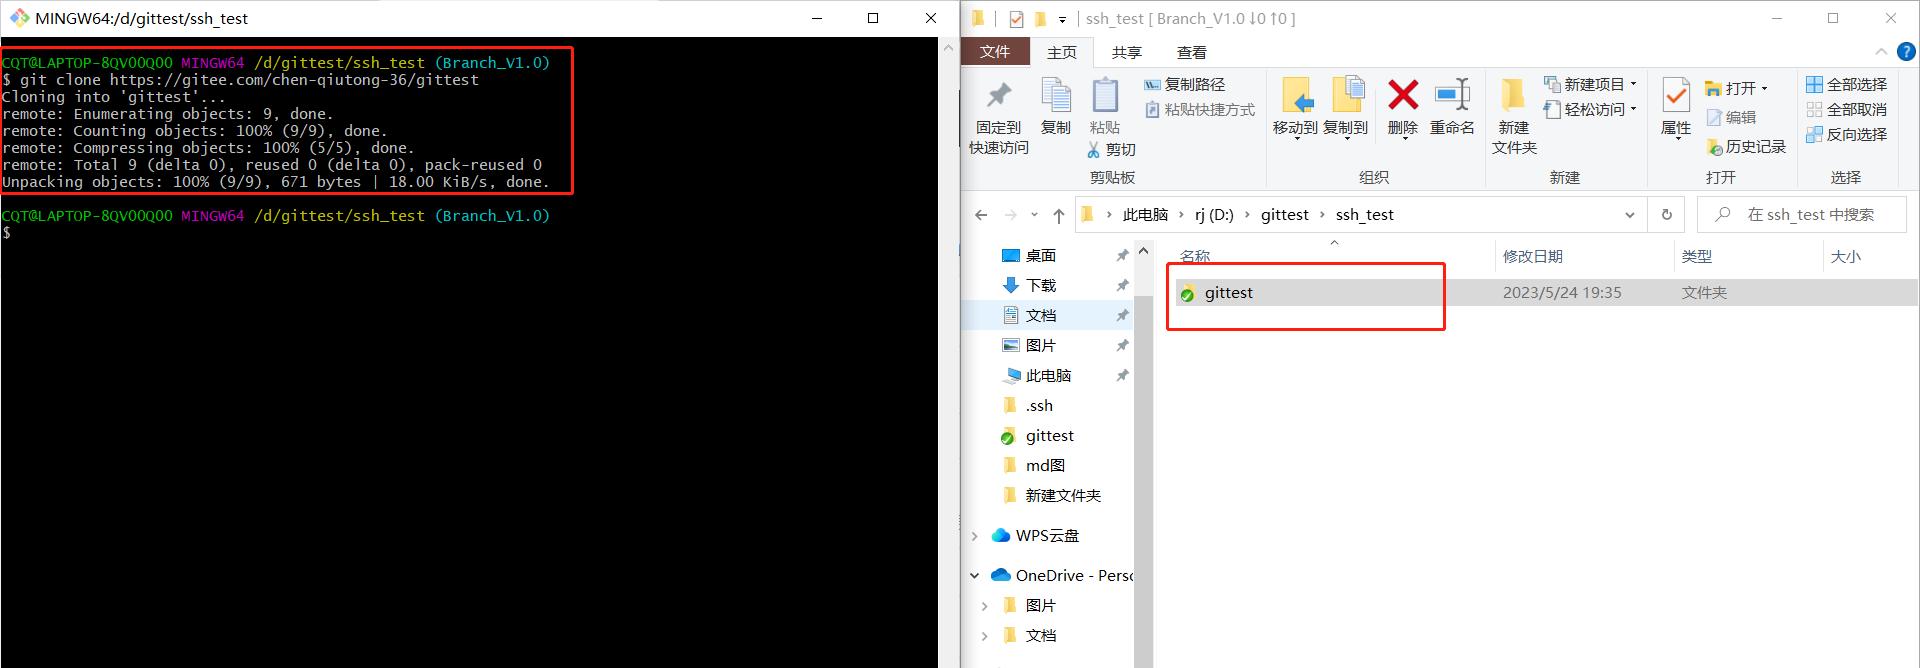 MINGW64:/d/gittest/ssh_test
CQT@LAPTOP-8QV0OQO0 MINGW64 /d/gittest/ssh_test (Branch_V1.0)
$ git clone https://gitee.com/chen-qiutong-36/gittest
Cloning into 'gittest'...
remote: Enumerating objects: 9, done.
remote: Counting objects: 100% (9/9), done.
remote: Compressing objects: 100% (5/5), done.
remote: Total 9 (delta 0), reused 0 (delta 0), pack-reused 0
Unpacking objects: 100% (9/9), 671 bytes | 18.00 KiB/s, done.
CQT@LAPTOP-8QV0OQO0 MINGW64 /d/gittest/ssh_test (Branch_V1.0)
$
ssh_test [ Branch_V1.0 ↓0 ↑0 ]
文件 主页 共享 查看
固定到快速访问
复制
粘贴
复制路径
粘贴快捷方式
剪切
剪贴板
移动到
复制到
删除
重命名
组织
新建文件夹
新建项目
轻松访问
新建
属性
打开
编辑
历史记录
打开
全部选择
全部取消
反向选择
选择
此电脑 › rj (D:) › gittest › ssh_test
在 ssh_test 中搜索
桌面
下载
文档
图片
此电脑
.ssh
gittest
md图
新建文件夹
WPS云盘
OneDrive - Perso
图片
文档
名称 修改日期 类型 大小
gittest 2023/5/24 19:35 文件夹